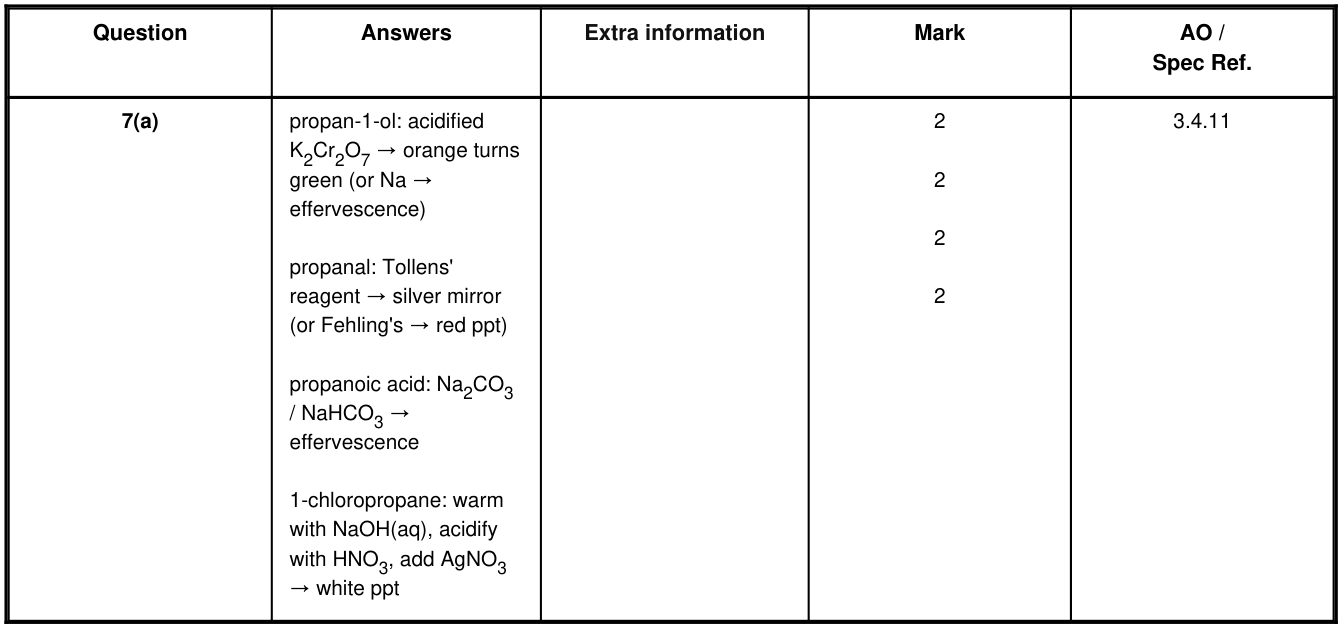 Question Answers Extra information Mark AO /
Spec Ref.
7(a) propan-1-ol: acidified 2 3.4.11
K₂Cr₂O₇ → orange turns
green (or Na → 2
effervescence)
2
propanal: Tollens'
reagent → silver mirror 2
(or Fehling's → red ppt)
propanoic acid: Na₂CO₃
/ NaHCO₃ →
effervescence
1-chloropropane: warm
with NaOH(aq), acidify
with HNO₃, add AgNO₃
→ white ppt